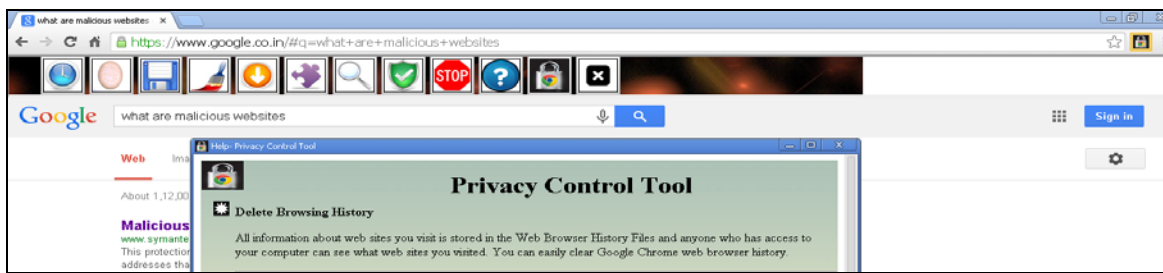 what are malicious websites
https://www.google.co.in/#q=what+are+malicious+websites
STOP
?
Google
what are malicious websites
Sign in
Help- Privacy Control Tool
Web
Ima
Privacy Control Tool
About 1,12,00
Delete Browsing History
Malicious
www.symante
All information about web sites you visit is stored in the Web Browser History Files and anyone who has access to
This protection
your computer can see what web sites you visited. You can easily clear Google Chrome web browser history.
addresses tha